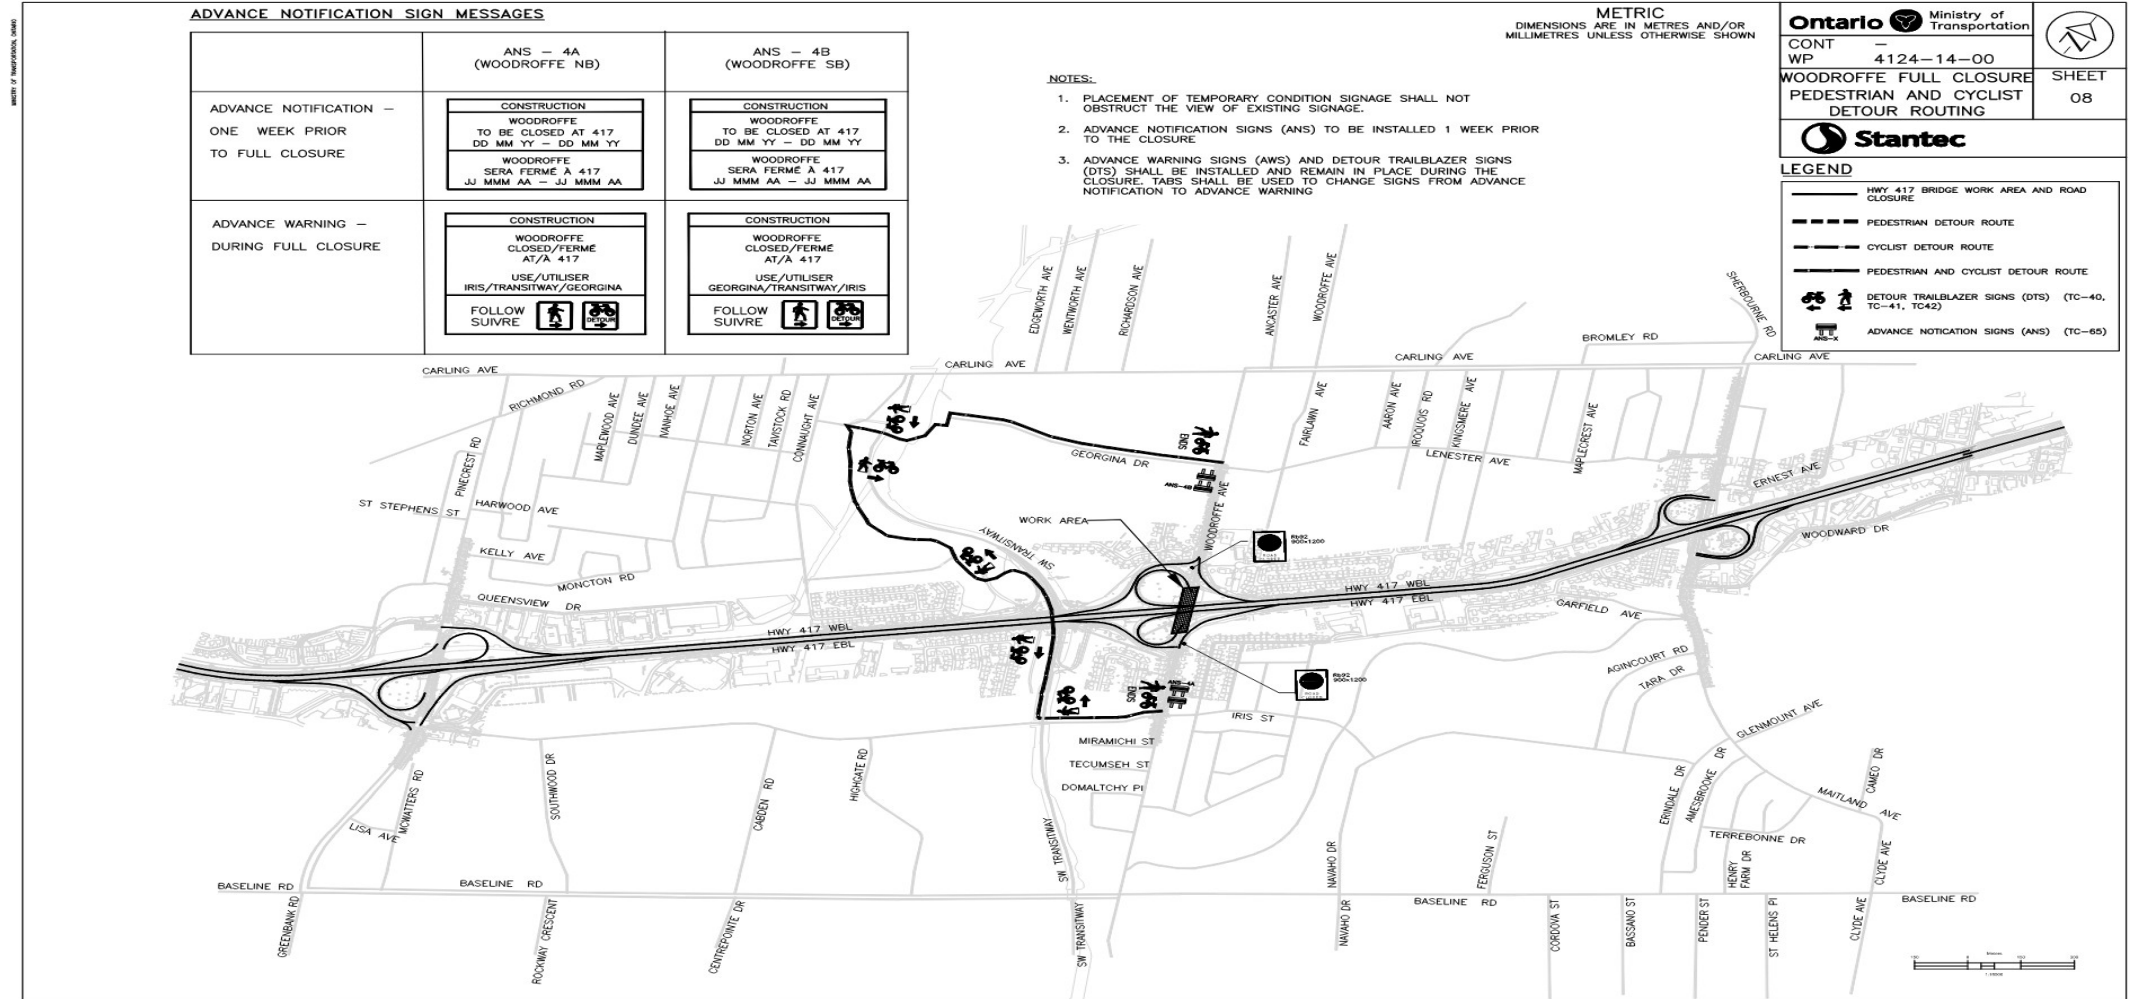 MINISTRY OF TRANSPORTATION, ONTARIO
ADVANCE NOTIFICATION SIGN MESSAGES
ANS – 4A
(WOODROFFE NB)
ANS – 4B
(WOODROFFE SB)
ADVANCE NOTIFICATION –
ONE WEEK PRIOR
TO FULL CLOSURE
CONSTRUCTION
WOODROFFE
TO BE CLOSED AT 417
DD MM YY – DD MM YY
WOODROFFE
SERA FERMÉ À 417
JJ MMM AA – JJ MMM AA
CONSTRUCTION
WOODROFFE
TO BE CLOSED AT 417
DD MM YY – DD MM YY
WOODROFFE
SERA FERMÉ À 417
JJ MMM AA – JJ MMM AA
ADVANCE WARNING –
DURING FULL CLOSURE
CONSTRUCTION
WOODROFFE
CLOSED/FERMÉ
AT/À 417
USE/UTILISER
IRIS/TRANSITWAY/GEORGINA
FOLLOW
SUIVRE
DETOUR
CONSTRUCTION
WOODROFFE
CLOSED/FERMÉ
AT/À 417
USE/UTILISER
GEORGINA/TRANSITWAY/IRIS
FOLLOW
SUIVRE
DETOUR
METRIC
DIMENSIONS ARE IN METRES AND/OR
MILLIMETRES UNLESS OTHERWISE SHOWN
NOTES:
1. PLACEMENT OF TEMPORARY CONDITION SIGNAGE SHALL NOT
OBSTRUCT THE VIEW OF EXISTING SIGNAGE.
2. ADVANCE NOTIFICATION SIGNS (ANS) TO BE INSTALLED 1 WEEK PRIOR
TO THE CLOSURE
3. ADVANCE WARNING SIGNS (AWS) AND DETOUR TRAILBLAZER SIGNS
(DTS) SHALL BE INSTALLED AND REMAIN IN PLACE DURING THE
CLOSURE. TABS SHALL BE USED TO CHANGE SIGNS FROM ADVANCE
NOTIFICATION TO ADVANCE WARNING
Ontario
Ministry of
Transportation
CONT –
WP 4124-14-00
WOODROFFE FULL CLOSURE
PEDESTRIAN AND CYCLIST
DETOUR ROUTING
SHEET
08
Stantec
LEGEND
HWY 417 BRIDGE WORK AREA AND ROAD
CLOSURE
PEDESTRIAN DETOUR ROUTE
CYCLIST DETOUR ROUTE
PEDESTRIAN AND CYCLIST DETOUR ROUTE
DETOUR TRAILBLAZER SIGNS (DTS) (TC-40,
TC-41, TC42)
ANS-X
ADVANCE NOTICATION SIGNS (ANS) (TC-65)
EDGEWORTH AVE
WENTWORTH AVE
RICHARDSON AVE
ANCASTER AVE
WOODROFFE AVE
SHERBOURNE RD
BROMLEY RD
CARLING AVE
CARLING AVE
CARLING AVE
CARLING AVE
RICHMOND RD
MAPLEWOOD AVE
DUNDEE AVE
IVANHOE AVE
NORTON AVE
TAVISTOCK RD
CONNAUGHT AVE
FAIRLAWN AVE
AARON AVE
IROQUOIS RD
KINGSMERE AVE
MAPLECREST AVE
PINECREST RD
ENDS
GEORGINA DR
LENESTER AVE
ERNEST AVE
ANS-4B
WOODROFFE AVE
ST STEPHENS ST
HARWOOD AVE
WORK AREA
SW TRANSITWAY
Rb92
900x1200
WOODWARD DR
KELLY AVE
MONCTON RD
QUEENSVIEW DR
HWY 417 WBL
HWY 417 EBL
GARFIELD AVE
HWY 417 WBL
HWY 417 EBL
AGINCOURT RD
TARA DR
Rb92
900x1200
ANS-4A
ENDS
IRIS ST
GLENMOUNT AVE
MIRAMICHI ST
TECUMSEH ST
DOMALTCHY Pl
MCWATTERS RD
LISA AVE
SOUTHWOOD DR
CABDEN RD
HIGHGATE RD
SW TRANSITWAY
NAVAHO DR
FERGUSON ST
ERINDALE DR
AMESBROOKE DR
CAMEO DR
MAITLAND AVE
TERREBONNE DR
HENRY
FARM DR
CLYDE AVE
BASELINE RD
BASELINE RD
BASELINE RD
BASELINE RD
GREENBANK RD
ROCKWAY CRESCENT
CENTREPOINTE DR
SW TRANSITWAY
NAVAHO DR
CORDOVA ST
BASSANO ST
PENDER ST
ST HELENS Pl
CLYDE AVE